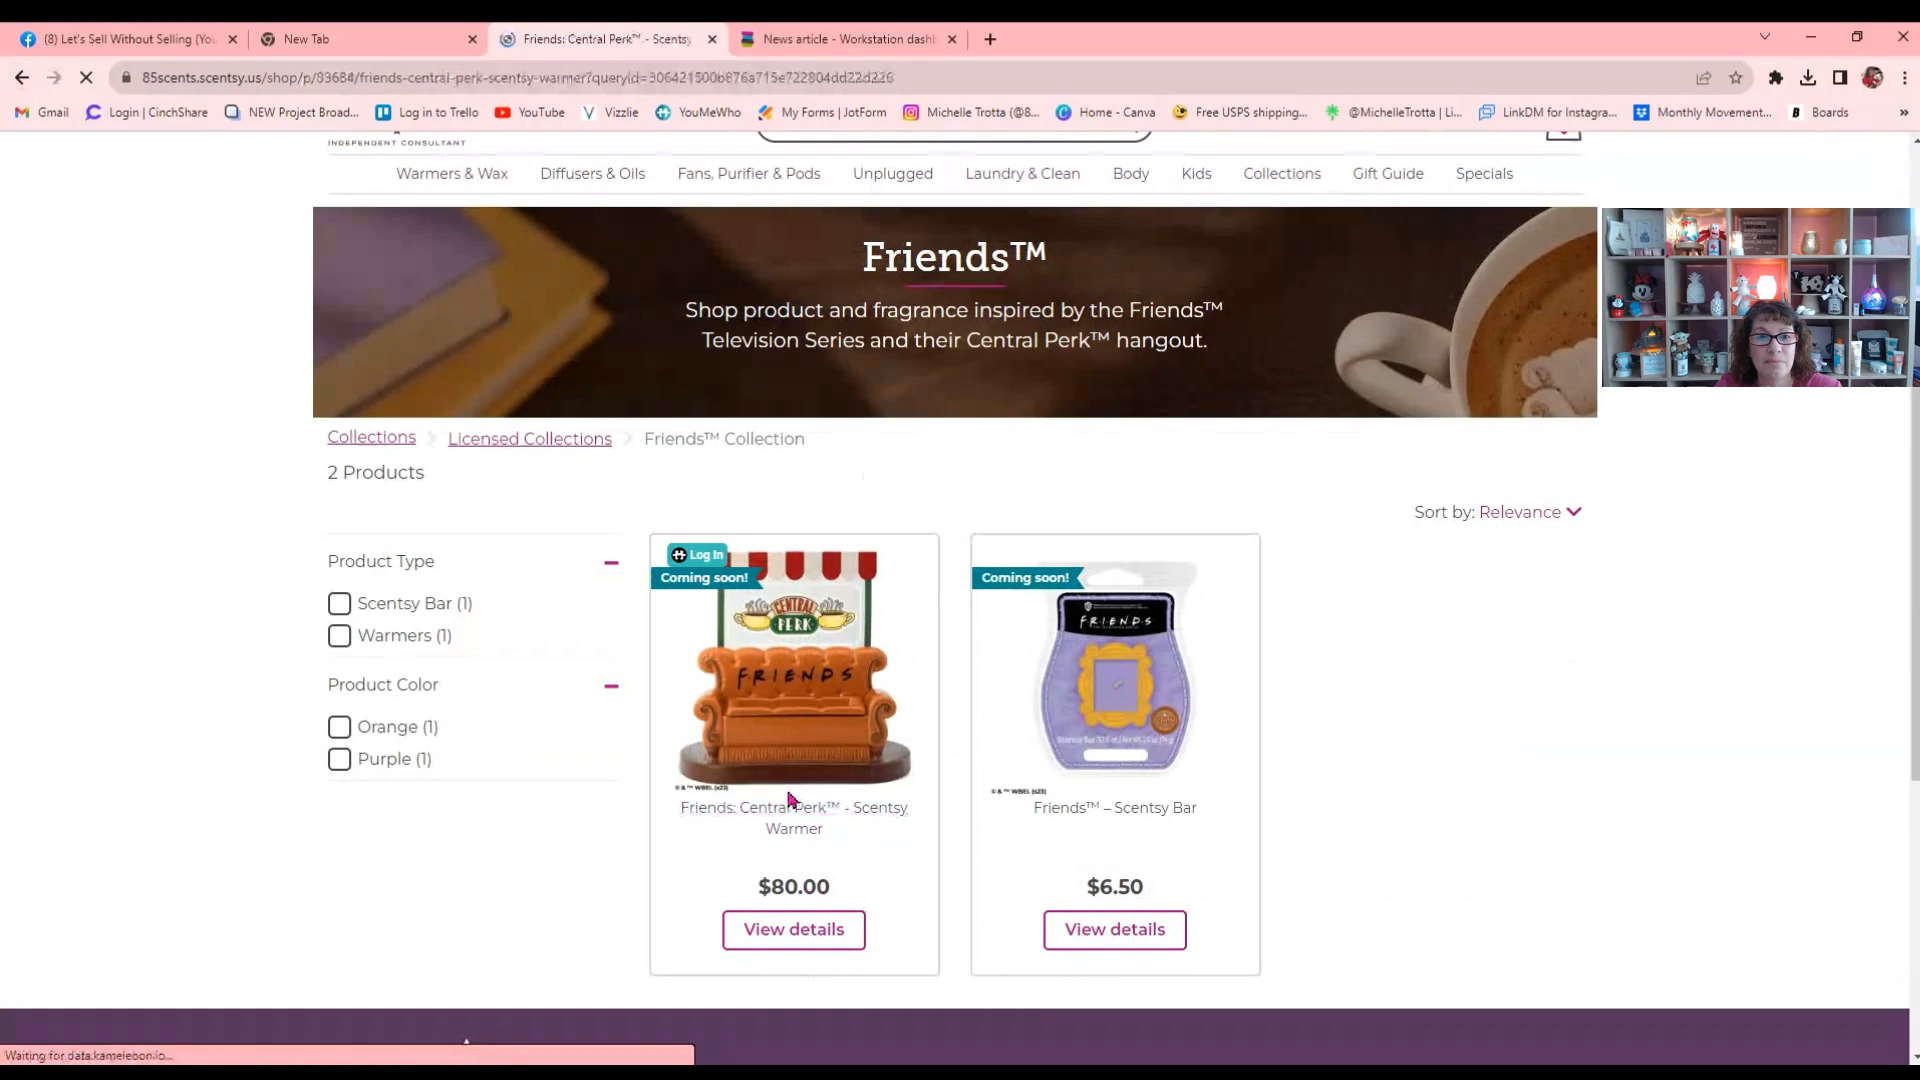 (8) Let's Sell Without Selling (You
New Tab
Friends: Central Perk™ - Scentsy
News article - Workstation dashb
85scents.scentsy.us/shop/p/83684/friends-central-perk-scentsy-warmer?queryId=306421500b876a715e722804dd22d226
Gmail
Login | CinchShare
NEW Project Broad...
Log in to Trello
YouTube
Vizzlie
YouMeWho
My Forms | JotForm
Michelle Trotta (@8...
Home - Canva
Free USPS shipping...
@MichelleTrotta | Li...
LinkDM for Instagra...
Monthly Movement...
Boards
»
INDEPENDENT CONSULTANT
Warmers & Wax
Diffusers & Oils
Fans, Purifier & Pods
Unplugged
Laundry & Clean
Body
Kids
Collections
Gift Guide
Specials
Friends™
Shop product and fragrance inspired by the Friends™
Television Series and their Central Perk™ hangout.
Collections
Licensed Collections
Friends™ Collection
2 Products
Sort by: Relevance
Product Type
Scentsy Bar (1)
Warmers (1)
Product Color
Orange (1)
Purple (1)
Log In
Coming soon!
CENTRAL
PERK
F·R·I·E·N·D·S
© & ™ WBEI. (s23)
Friends: Central Perk™ - Scentsy
Warmer
$80.00
View details
Coming soon!
F·R·I·E·N·D·S
© & ™ WBEI. (s23)
Friends™ – Scentsy Bar
$6.50
View details
Waiting for data.kameleoon.io...